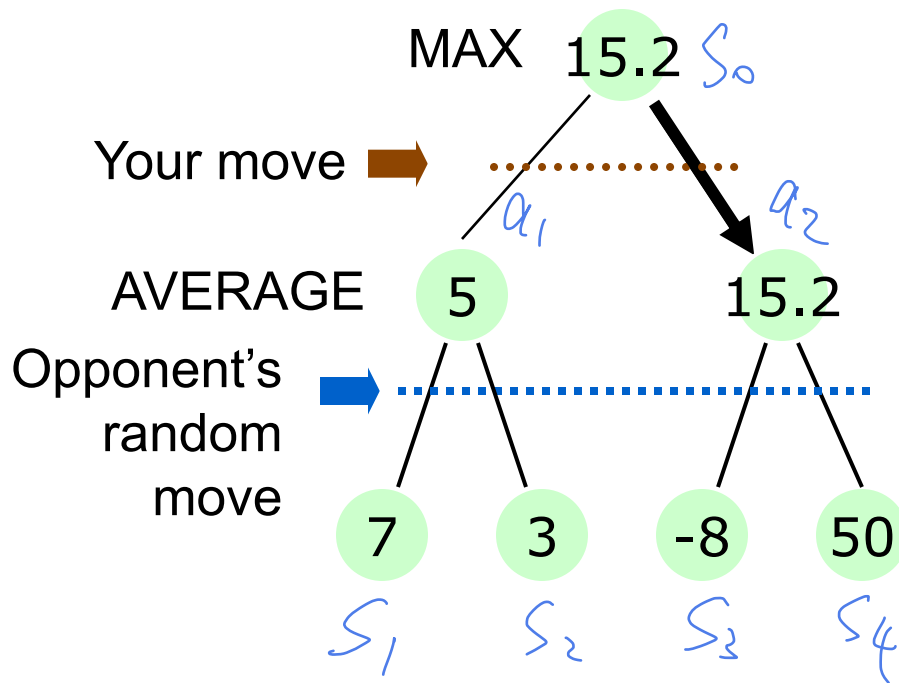 MAX 15.2 S₀
Your move
a₁ a₂
AVERAGE 5 15.2
Opponent's
random
move
7 3 -8 50
S₁ S₂ S₃ S₄